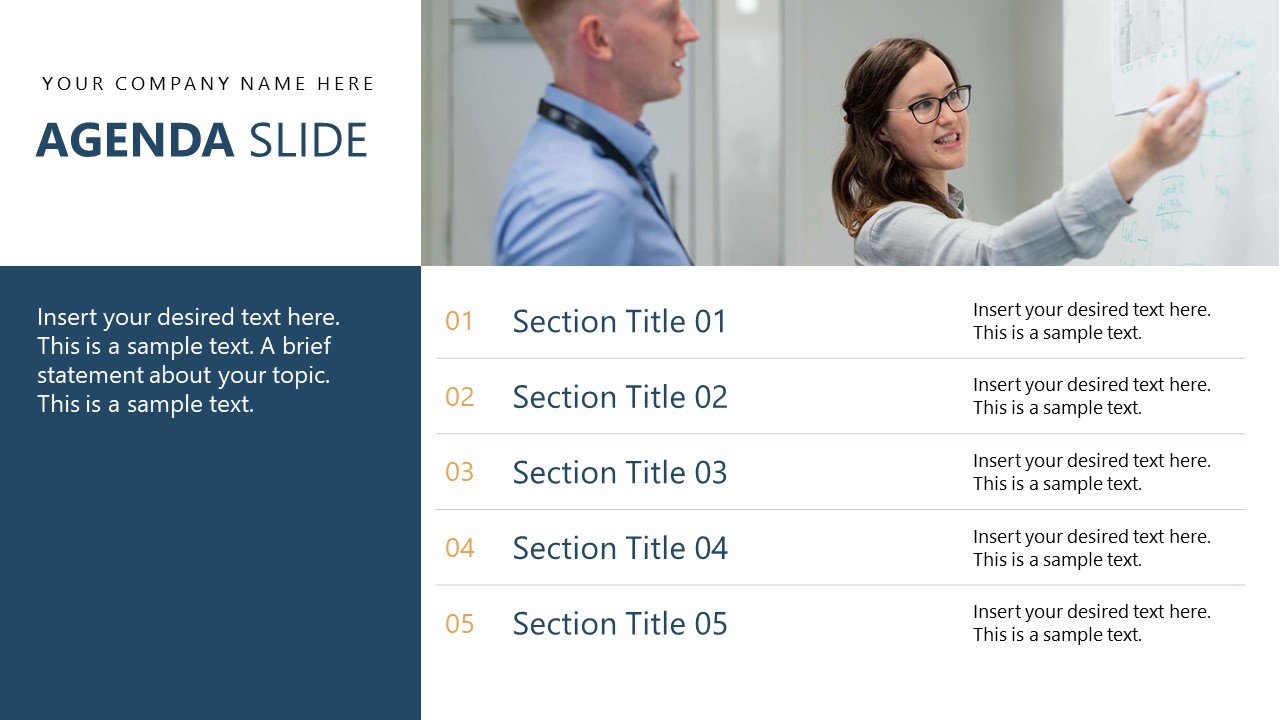 YOUR COMPANY NAME HERE
AGENDA SLIDE
Insert your desired text here.
This is a sample text. A brief
statement about your topic.
This is a sample text.
01 Section Title 01
Insert your desired text here.
This is a sample text.
02 Section Title 02
Insert your desired text here.
This is a sample text.
03 Section Title 03
Insert your desired text here.
This is a sample text.
04 Section Title 04
Insert your desired text here.
This is a sample text.
05 Section Title 05
Insert your desired text here.
This is a sample text.